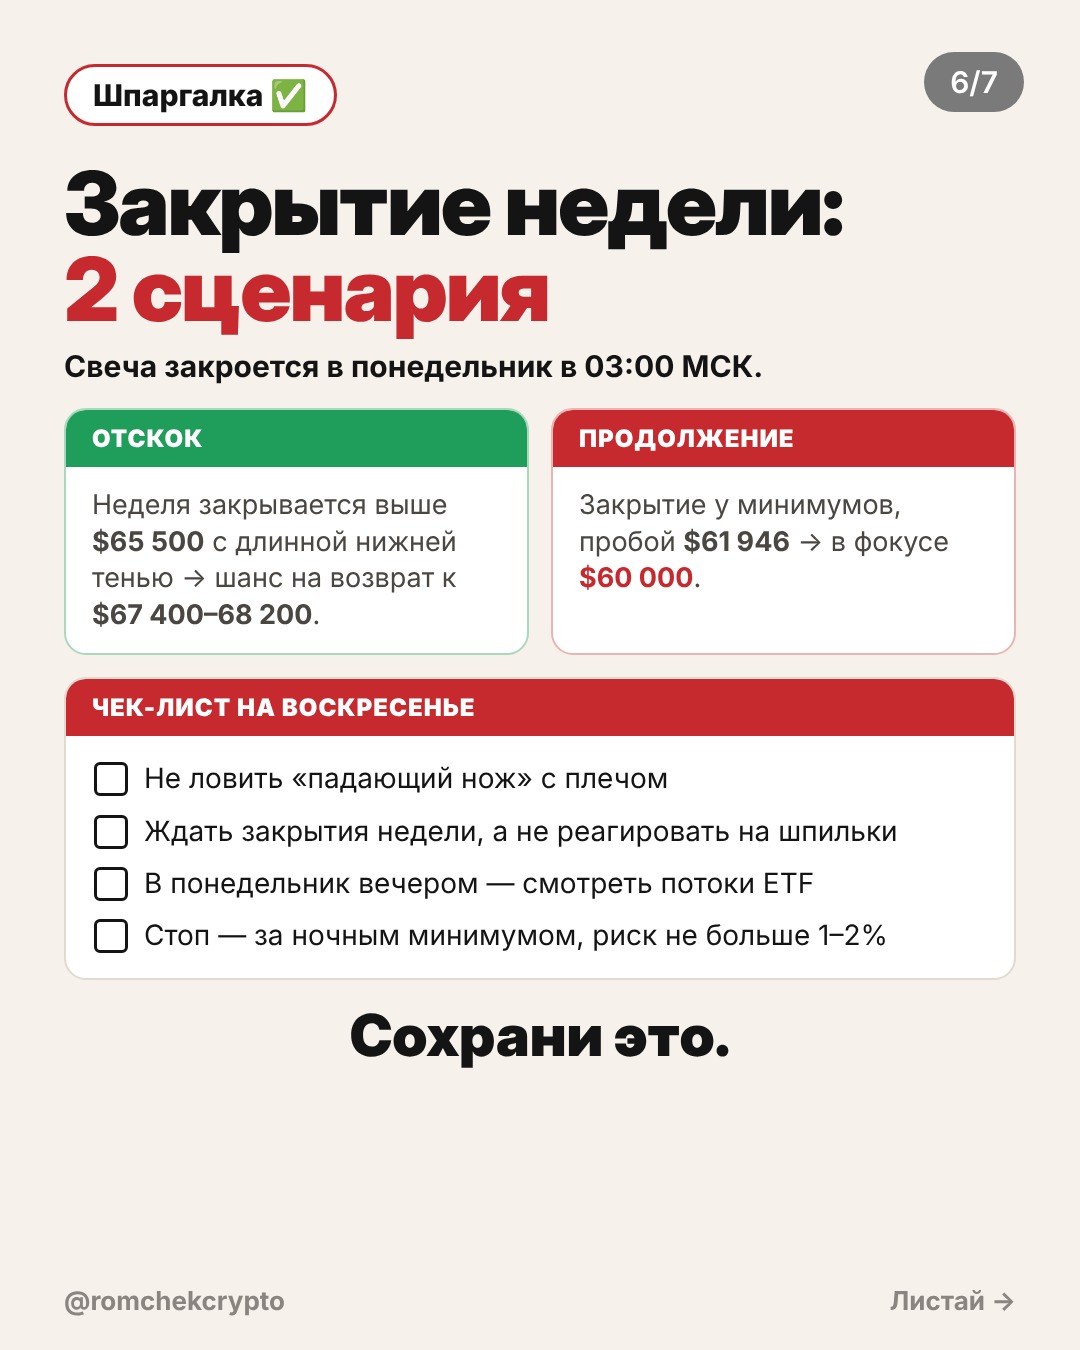 Шпаргалка ✅
6/7
Закрытие недели:
2 сценария
Свеча закроется в понедельник в 03:00 МСК.
ОТСКОК
Неделя закрывается выше
$65 500 с длинной нижней
тенью → шанс на возврат к
$67 400–68 200.
ПРОДОЛЖЕНИЕ
Закрытие у минимумов,
пробой $61 946 → в фокусе
$60 000.
ЧЕК-ЛИСТ НА ВОСКРЕСЕНЬЕ
Не ловить «падающий нож» с плечом
Ждать закрытия недели, а не реагировать на шпильки
В понедельник вечером — смотреть потоки ETF
Стоп — за ночным минимумом, риск не больше 1–2%
Сохрани это.
@romchekcrypto
Листай →